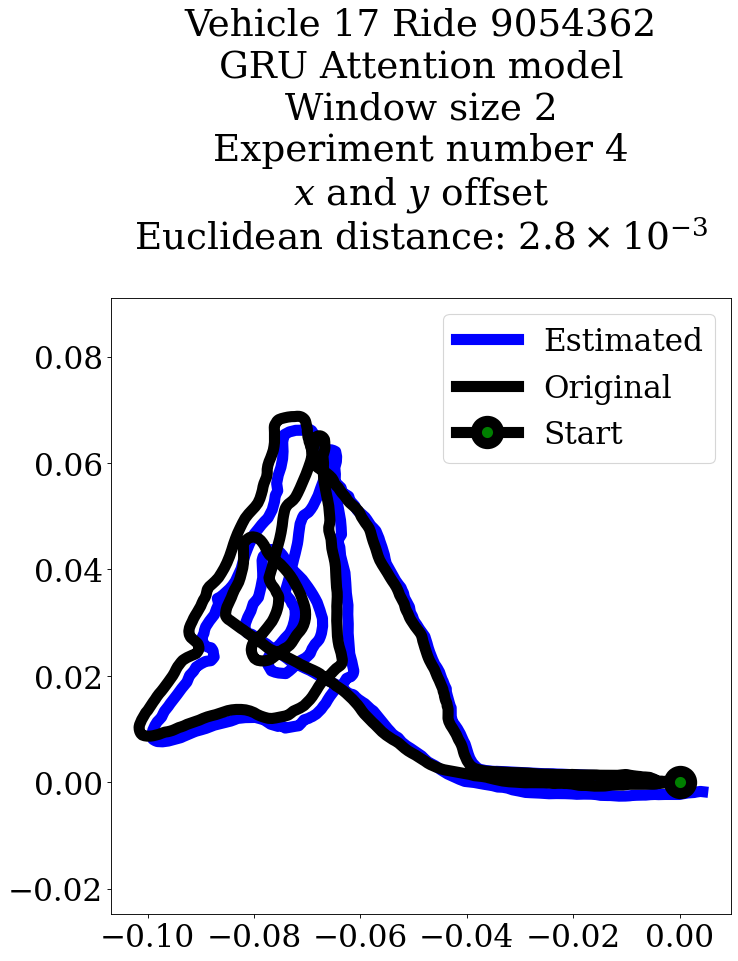 Vehicle 17 Ride 9054362
GRU Attention model
Window size 2
Experiment number 4
x and y offset
Euclidean distance: 2.8 × 10⁻³
Estimated
Original
Start
0.08
0.06
0.04
0.02
0.00
−0.02
−0.10 −0.08 −0.06 −0.04 −0.02 0.00